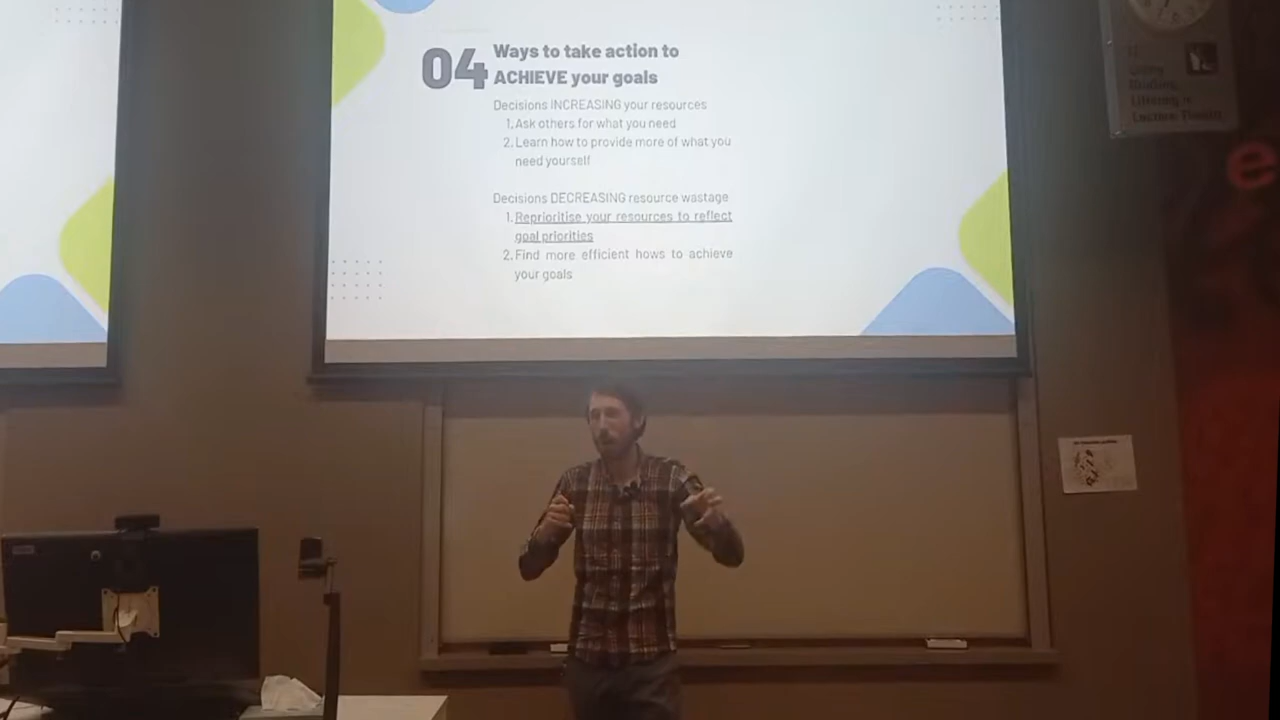 04
Ways to take action to
ACHIEVE your goals
Decisions INCREASING your resources
1. Ask others for what you need
2. Learn how to provide more of what you
need yourself
Decisions DECREASING resource wastage
1. Reprioritise your resources to reflect
goal priorities
2. Find more efficient hows to achieve
your goals
Lecture Theatre
e